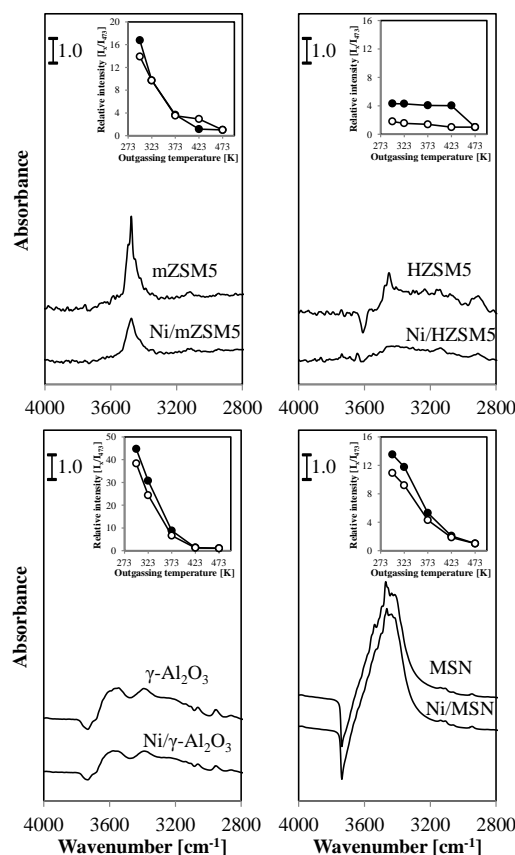 1.0
Relative intensity [Ix/I473]
20
16
12
8
4
0
273 323 373 423 473
Outgassing temperature [K]
Absorbance
mZSM5
Ni/mZSM5
4000 3600 3200 2800
1.0
Relative intensity [Ix/I473]
16
12
8
4
0
273 323 373 423 473
Outgassing temperature [K]
HZSM5
Ni/HZSM5
4000 3600 3200 2800
1.0
Relative intensity [Ix/I473]
50
40
30
20
10
0
273 323 373 423 473
Outgassing temperature [K]
Absorbance
γ-Al2O3
Ni/γ-Al2O3
4000 3600 3200 2800
Wavenumber [cm-1]
1.0
Relative intensity [Ix/I473]
16
12
8
4
0
273 323 373 423 473
Outgassing temperature [K]
MSN
Ni/MSN
4000 3600 3200 2800
Wavenumber [cm-1]